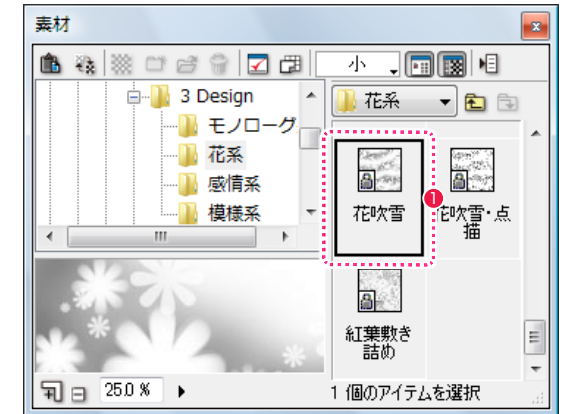 素材
小
3 Design
モノローグ
花系
感情系
模様系
花系
花吹雪
花吹雪・点
描
1
紅葉敷き
詰め
25.0 %
1 個のアイテムを選択